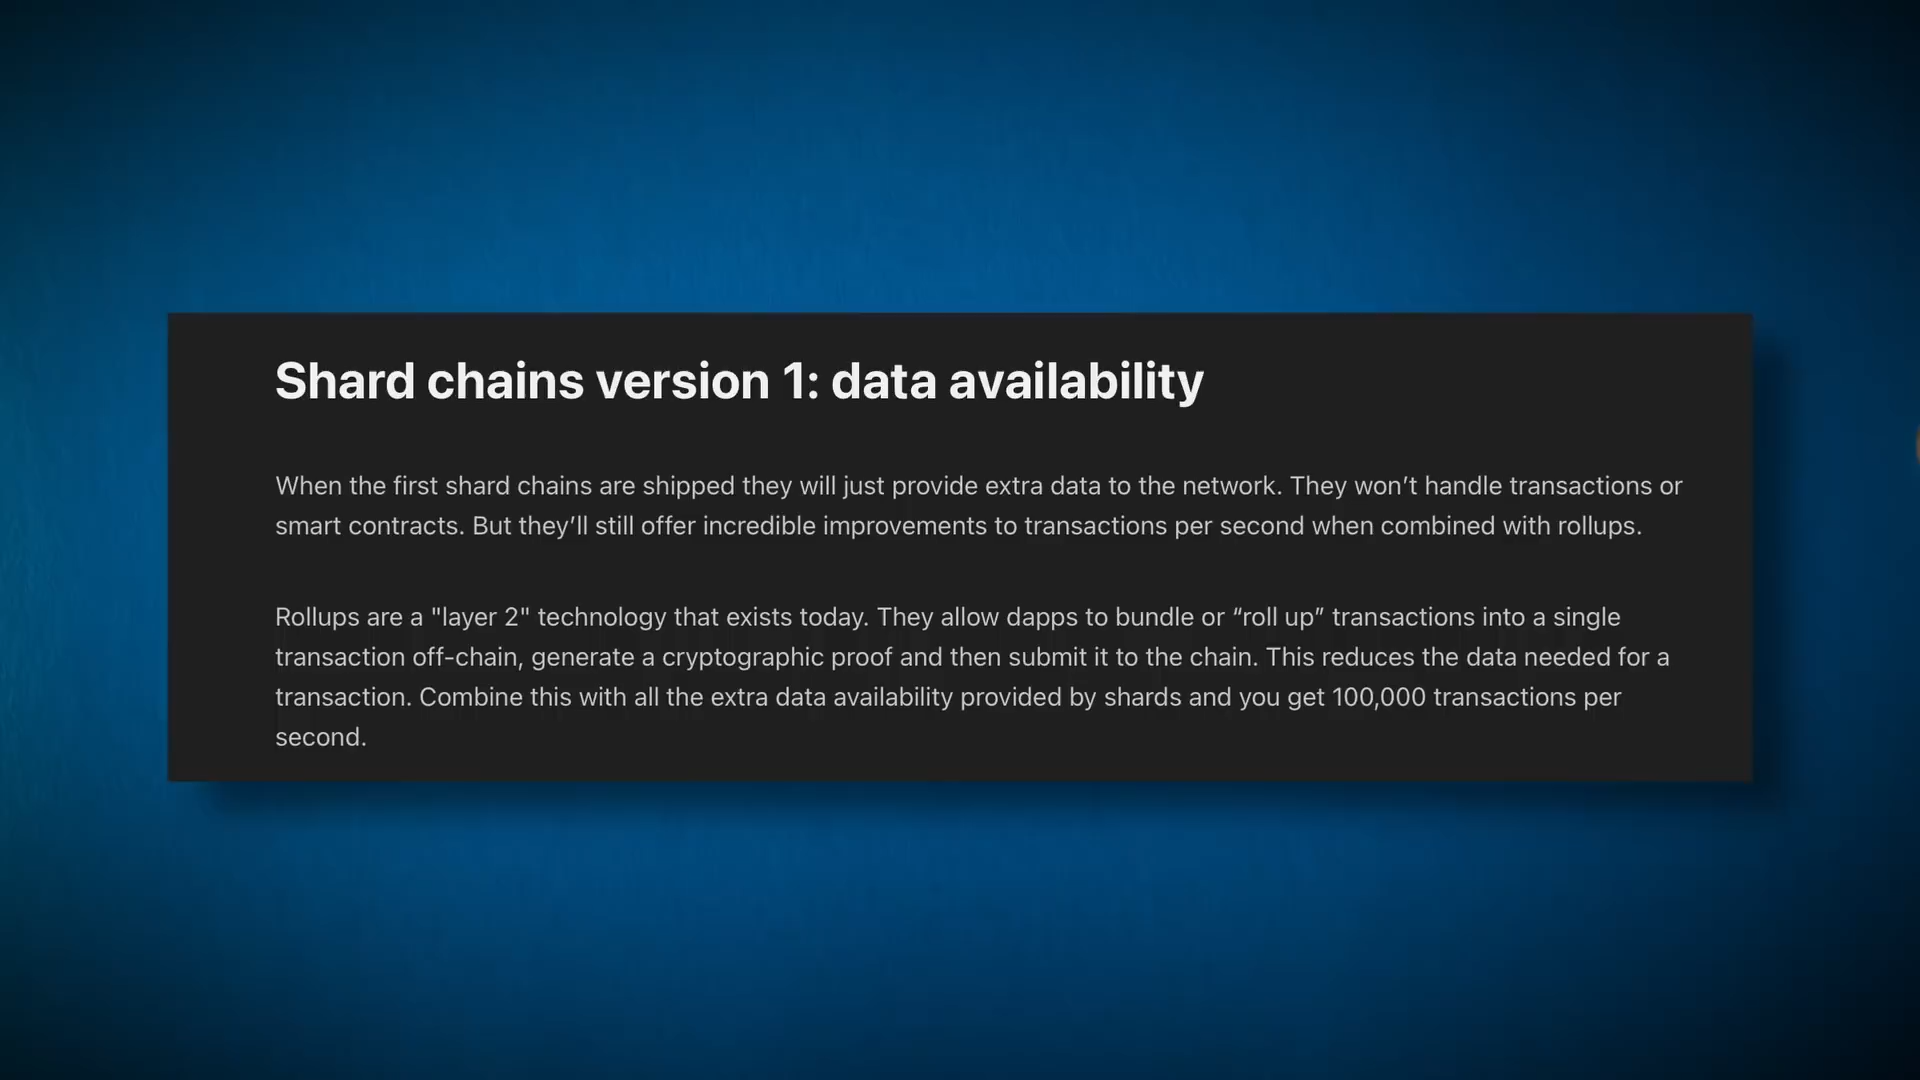 Shard chains version 1: data availability
When the first shard chains are shipped they will just provide extra data to the network. They won’t handle transactions or
smart contracts. But they’ll still offer incredible improvements to transactions per second when combined with rollups.
Rollups are a "layer 2" technology that exists today. They allow dapps to bundle or “roll up” transactions into a single
transaction off-chain, generate a cryptographic proof and then submit it to the chain. This reduces the data needed for a
transaction. Combine this with all the extra data availability provided by shards and you get 100,000 transactions per
second.